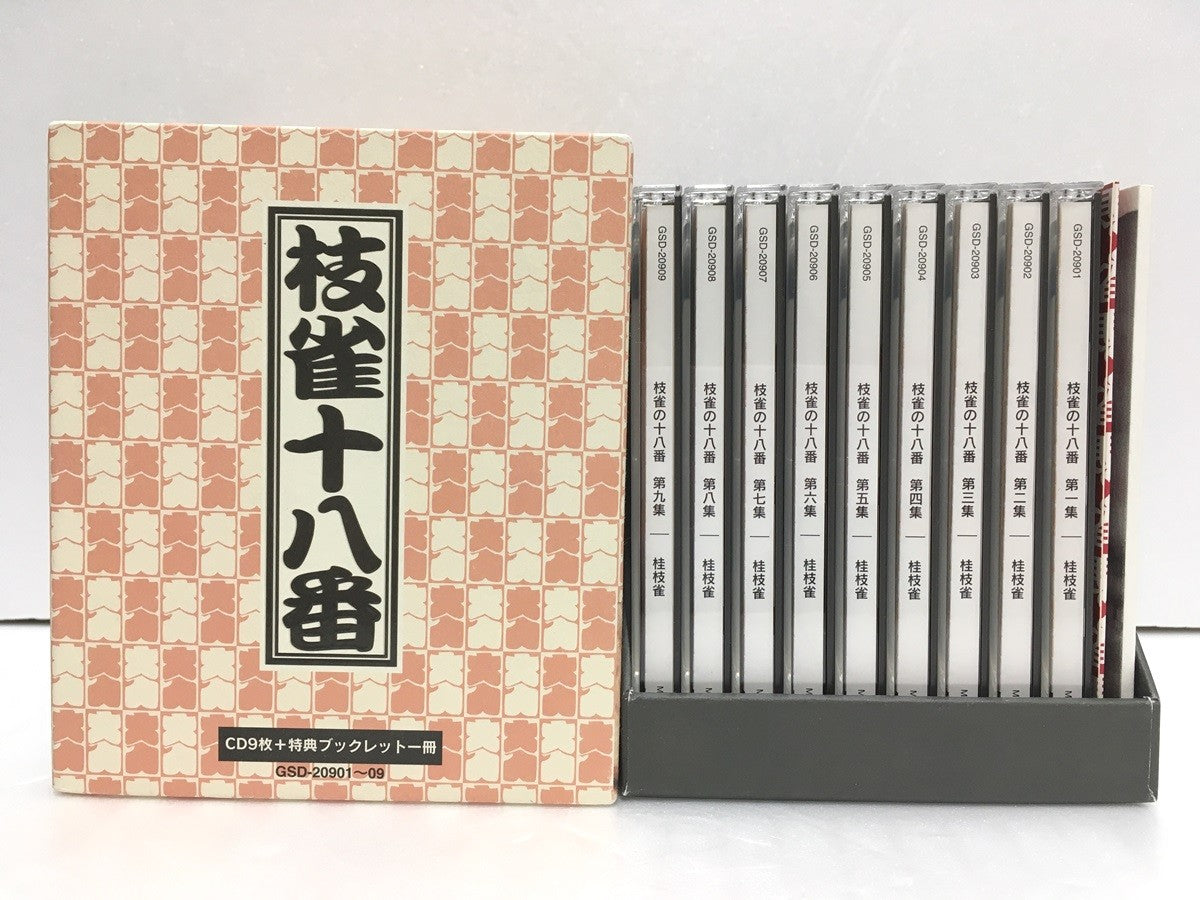 枝雀十八番
CD9枚+特典ブックレット一冊
GSD-20901〜09
GSD-20909
枝雀の十八番 第九集 | 桂枝雀
GSD-20908
枝雀の十八番 第八集 | 桂枝雀
GSD-20907
枝雀の十八番 第七集 | 桂枝雀
GSD-20906
枝雀の十八番 第六集 | 桂枝雀
GSD-20905
枝雀の十八番 第五集 | 桂枝雀
GSD-20904
枝雀の十八番 第四集 | 桂枝雀
GSD-20903
枝雀の十八番 第三集 | 桂枝雀
GSD-20902
枝雀の十八番 第二集 | 桂枝雀
GSD-20901
枝雀の十八番 第一集 | 桂枝雀